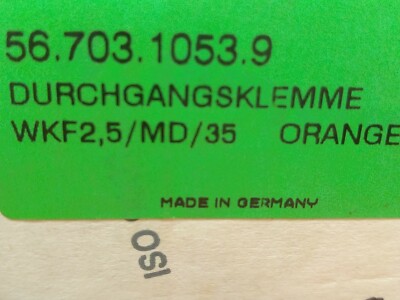 56.703.1053.9
DURCHGANGSKLEMME
WKF2,5/MD/35 ORANGE
MADE IN GERMANY
ISO